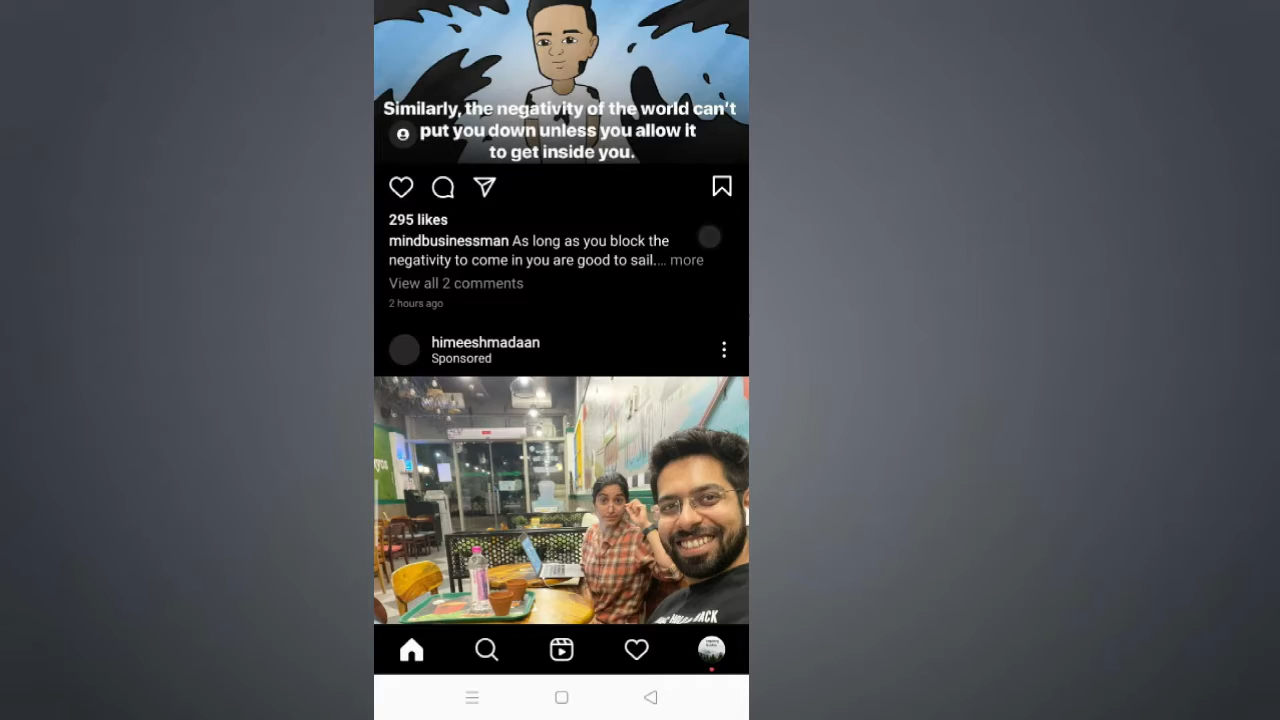 Similarly, the negativity of the world can't
put you down unless you allow it
to get inside you.
295 likes
mindbusinessman As long as you block the
negativity to come in you are good to sail.... more
View all 2 comments
2 hours ago
himeeshmadaan
Sponsored